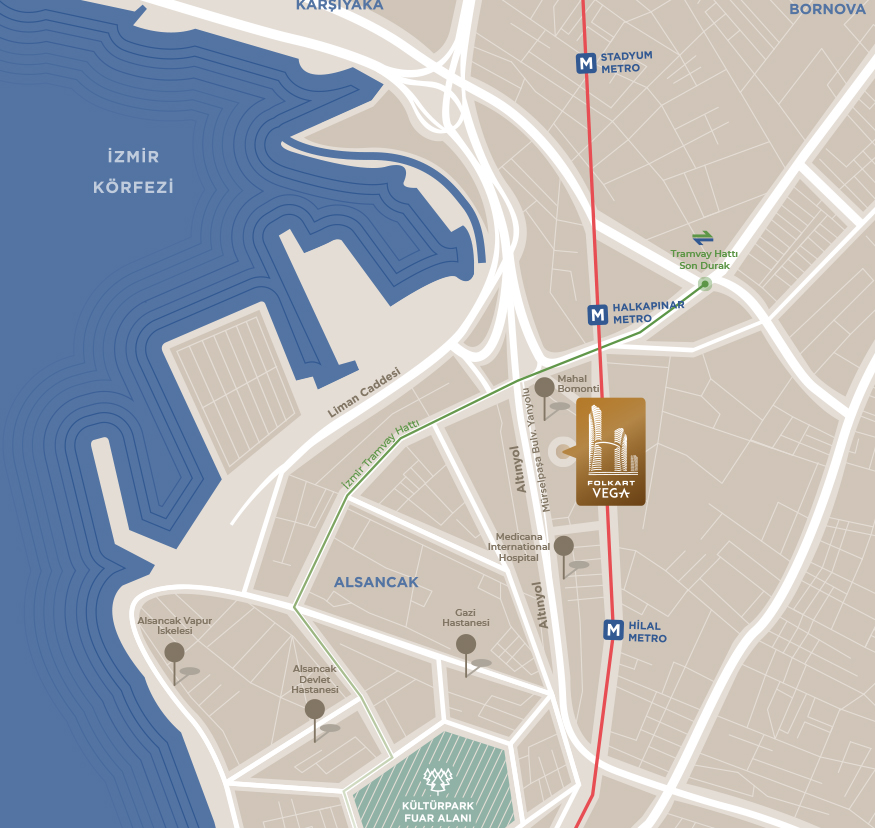 KARŞIYAKA
BORNOVA
STADYUM
METRO
İZMİR
KÖRFEZİ
Tramvay Hattı
Son Durak
HALKAPINAR
METRO
Liman Caddesi
Mahal
Bomonti
İzmir Tramvay Hattı
Altınyol
Mürselpaşa Bulv. Yanyolu
FOLKART
VEGA
Medicana
International
Hospital
ALSANCAK
Altınyol
Alsancak Vapur
İskelesi
Gazi
Hastanesi
HİLAL
METRO
Alsancak
Devlet
Hastanesi
KÜLTÜRPARK
FUAR ALANI
M
M
M